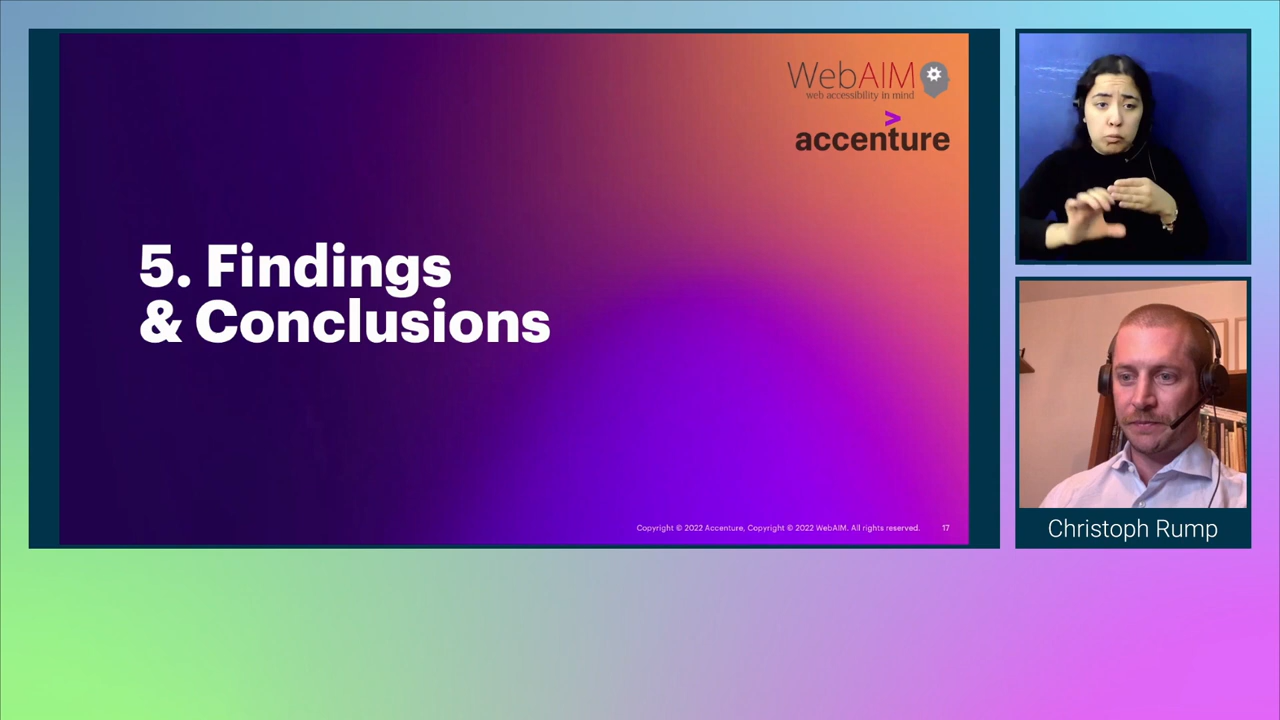 WebAIM
web accessibility in mind
>
accenture
5. Findings
& Conclusions
Copyright © 2022 Accenture, Copyright © 2022 WebAIM. All rights reserved. 17
Christoph Rump